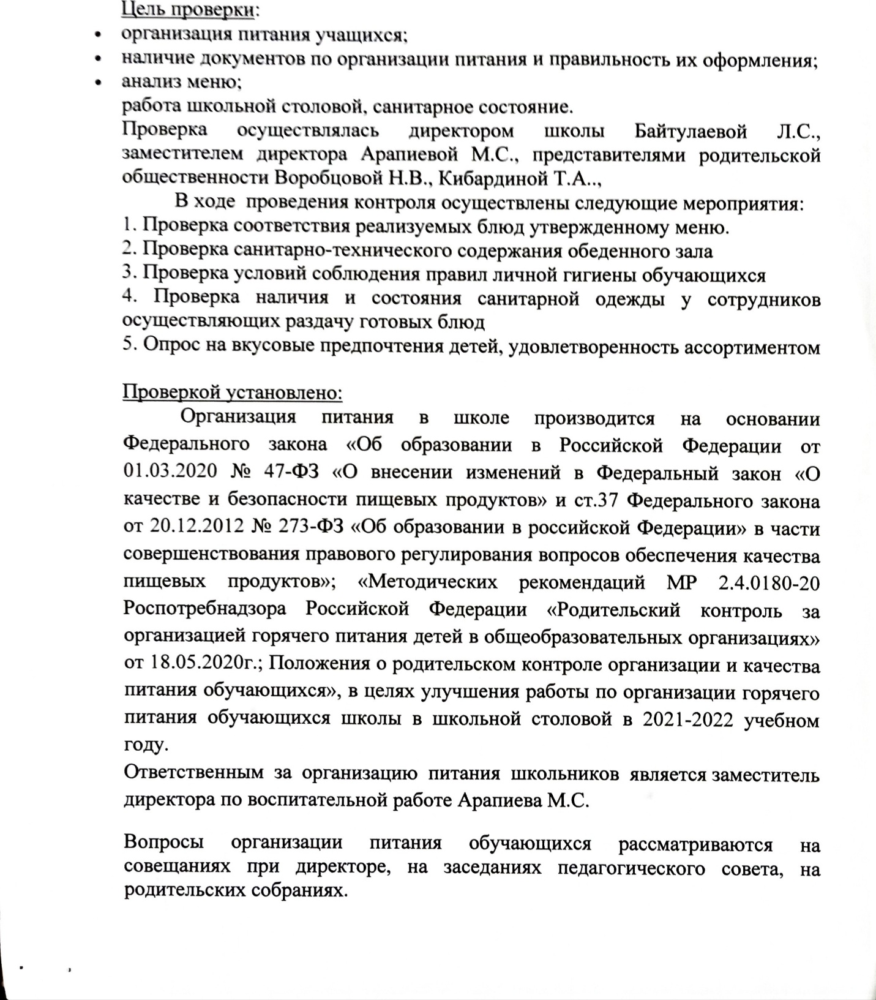 Цель проверки:
• организация питания учащихся;
• наличие документов по организации питания и правильность их оформления;
• анализ меню;
работа школьной столовой, санитарное состояние.
Проверка осуществлялась директором школы Байтулаевой Л.С.,
заместителем директора Арапиевой М.С., представителями родительской
общественности Воробцовой Н.В., Кибардиной Т.А..,
В ходе проведения контроля осуществлены следующие мероприятия:
1. Проверка соответствия реализуемых блюд утвержденному меню.
2. Проверка санитарно-технического содержания обеденного зала
3. Проверка условий соблюдения правил личной гигиены обучающихся
4. Проверка наличия и состояния санитарной одежды у сотрудников
осуществляющих раздачу готовых блюд
5. Опрос на вкусовые предпочтения детей, удовлетворенность ассортиментом
Проверкой установлено:
Организация питания в школе производится на основании
Федерального закона «Об образовании в Российской Федерации от
01.03.2020 № 47-ФЗ «О внесении изменений в Федеральный закон «О
качестве и безопасности пищевых продуктов» и ст.37 Федерального закона
от 20.12.2012 № 273-ФЗ «Об образовании в российской Федерации» в части
совершенствования правового регулирования вопросов обеспечения качества
пищевых продуктов»; «Методических рекомендаций МР 2.4.0180-20
Роспотребнадзора Российской Федерации «Родительский контроль за
организацией горячего питания детей в общеобразовательных организациях»
от 18.05.2020г.; Положения о родительском контроле организации и качества
питания обучающихся», в целях улучшения работы по организации горячего
питания обучающихся школы в школьной столовой в 2021-2022 учебном
году.
Ответственным за организацию питания школьников является заместитель
директора по воспитательной работе Арапиева М.С.
Вопросы организации питания обучающихся рассматриваются на
совещаниях при директоре, на заседаниях педагогического совета, на
родительских собраниях.